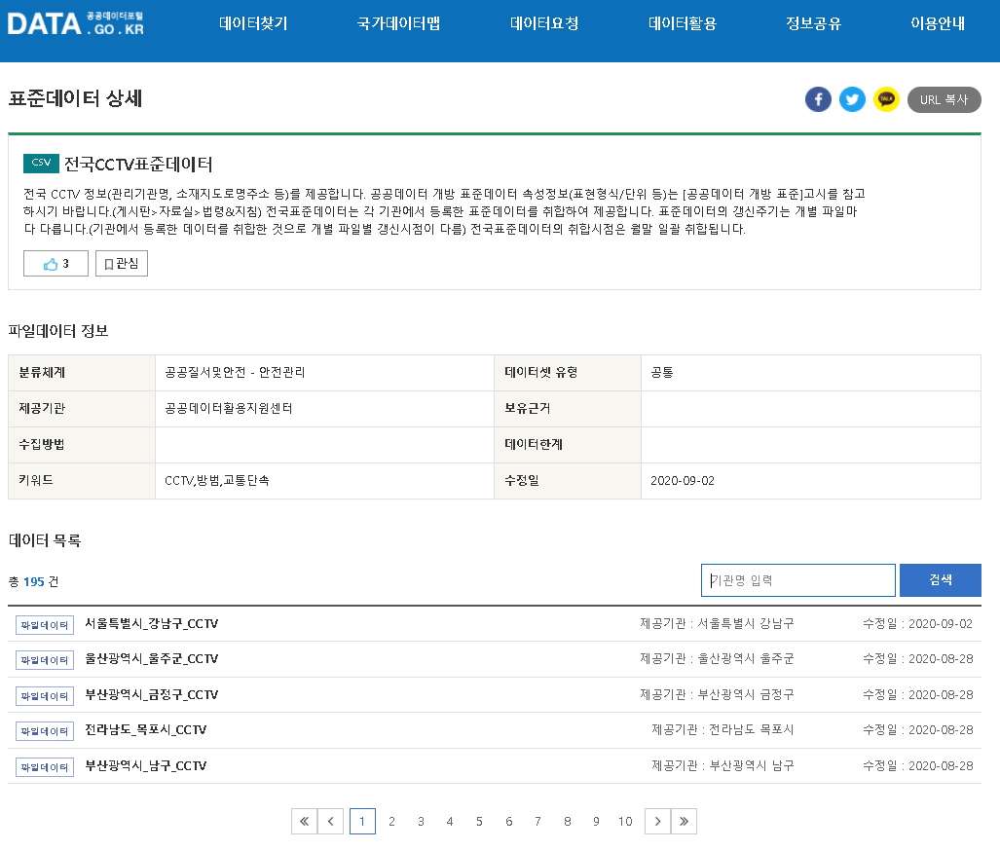 DATA 공공데이터포털 .GO.KR
데이터찾기 국가데이터맵 데이터요청 데이터활용 정보공유 이용안내
표준데이터 상세
TALK URL 복사
CSV 전국CCTV표준데이터
전국 CCTV 정보(관리기관명, 소재지도로명주소 등)를 제공합니다. 공공데이터 개방 표준데이터 속성정보(표현형식/단위 등)는 [공공데이터 개방 표준]고시를 참고
하시기 바랍니다.(게시판>자료실>법령&지침) 전국표준데이터는 각 기관에서 등록한 표준데이터를 취합하여 제공합니다. 표준데이터의 갱신주기는 개별 파일마
다 다릅니다.(기관에서 등록한 데이터를 취합한 것으로 개별 파일별 갱신시점이 다름) 전국표준데이터의 취합시점은 월말 일괄 취합됩니다.
3 관심
파일데이터 정보
분류체계 공공질서및안전 - 안전관리 데이터셋 유형 공통
제공기관 공공데이터활용지원센터 보유근거
수집방법 데이터한계
키워드 CCTV,방범,교통단속 수정일 2020-09-02
데이터 목록
총 195 건 기관명 입력 검색
파일데이터 서울특별시_강남구_CCTV 제공기관 : 서울특별시 강남구 수정일 : 2020-09-02
파일데이터 울산광역시_울주군_CCTV 제공기관 : 울산광역시 울주군 수정일 : 2020-08-28
파일데이터 부산광역시_금정구_CCTV 제공기관 : 부산광역시 금정구 수정일 : 2020-08-28
파일데이터 전라남도_목포시_CCTV 제공기관 : 전라남도 목포시 수정일 : 2020-08-28
파일데이터 부산광역시_남구_CCTV 제공기관 : 부산광역시 남구 수정일 : 2020-08-28
« < 1 2 3 4 5 6 7 8 9 10 > »